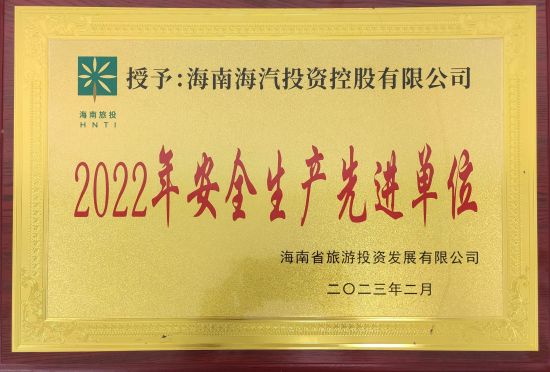 授予:海南海汽投资控股有限公司
海南旅投
HNTI
2022年安全生产先进单位
海南省旅游投资发展有限公司
二〇二三年二月